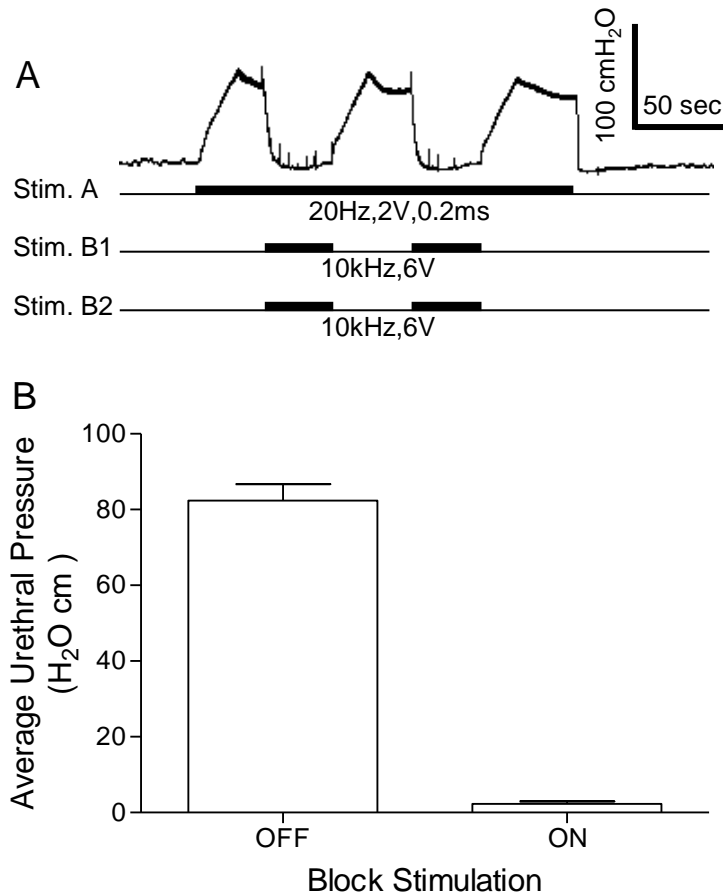 A
100 cmH₂O
50 sec
Stim. A
20Hz,2V,0.2ms
Stim. B1
10kHz,6V
Stim. B2
10kHz,6V
B
Average Urethral Pressure
(H₂O cm )
100
80
60
40
20
0
OFF
ON
Block Stimulation